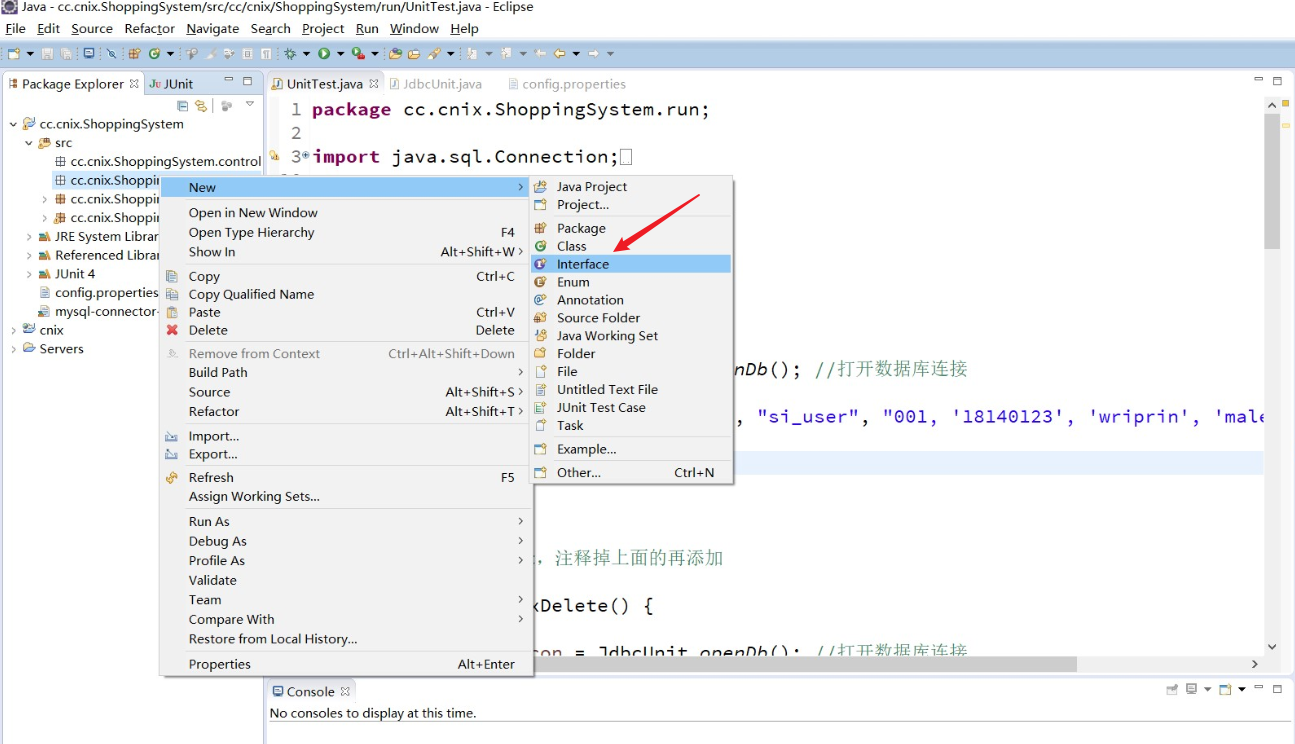 Java - cc.cnix.ShoppingSystem/src/cc/cnix/ShoppingSystem/run/UnitTest.java - Eclipse
File Edit Source Refactor Navigate Search Project Run Window Help
Package Explorer
JUnit
cc.cnix.ShoppingSystem
src
cc.cnix.ShoppingSystem.control
cc.cnix.Shoppin
cc.cnix.Shoppin
cc.cnix.Shoppin
JRE System Librar
Referenced Librar
JUnit 4
config.properties
mysql-connector-
cnix
Servers
UnitTest.java
JdbcUnit.java
config.properties
1 package cc.cnix.ShoppingSystem.run;
2
3 import java.sql.Connection;
nDb(); //打开数据库连接
, "si_user", "001, '18140123', 'wriprin', 'male
，注释掉上面的再添加
xDelete() {
con = JdbcUnit.openDb(); //打开数据库连接
New
Open in New Window
Open Type Hierarchy F4
Show In Alt+Shift+W
Copy Ctrl+C
Copy Qualified Name
Paste Ctrl+V
Delete Delete
Remove from Context Ctrl+Alt+Shift+Down
Build Path
Source Alt+Shift+S
Refactor Alt+Shift+T
Import...
Export...
Refresh F5
Assign Working Sets...
Run As
Debug As
Profile As
Validate
Team
Compare With
Restore from Local History...
Properties Alt+Enter
Java Project
Project...
Package
Class
Interface
Enum
Annotation
Source Folder
Java Working Set
Folder
File
Untitled Text File
JUnit Test Case
Task
Example...
Other... Ctrl+N
Console
No consoles to display at this time.